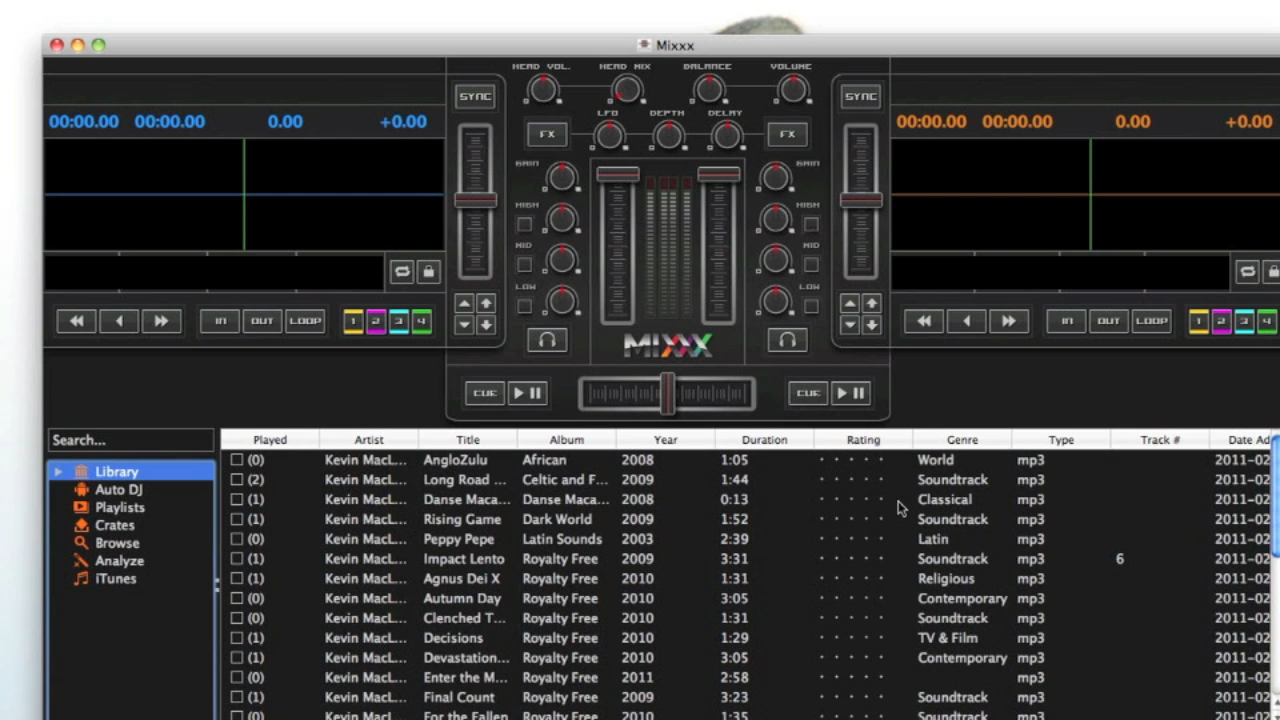 Mixxx
HEAD VOL. HEAD MIX BALANCE VOLUME
SYNC SYNC
LFO DEPTH DELAY
00:00.00 00:00.00 0.00 +0.00 FX FX 00:00.00 00:00.00 0.00 +0.00
GAIN GAIN
HIGH HIGH
MID MID
LOW LOW
IN OUT LOOP 1 2 3 4 IN OUT LOOP 1 2 3 4
MIXXX
CUE CUE
Search... Played Artist Title Album Year Duration Rating Genre Type Track # Date Ad
Library (0) Kevin MacL... AngloZulu African 2008 1:05 World mp3 2011-02
Auto DJ (2) Kevin MacL... Long Road ... Celtic and F... 2009 1:44 Soundtrack mp3 2011-02
Playlists (1) Kevin MacL... Danse Maca... Danse Maca... 2008 0:13 Classical mp3 2011-02
Crates (1) Kevin MacL... Rising Game Dark World 2009 1:52 Soundtrack mp3 2011-02
Browse (0) Kevin MacL... Peppy Pepe Latin Sounds 2003 2:39 Latin mp3 2011-02
Analyze (1) Kevin MacL... Impact Lento Royalty Free 2009 3:31 Soundtrack mp3 6 2011-02
iTunes (1) Kevin MacL... Agnus Dei X Royalty Free 2010 1:31 Religious mp3 2011-02
(0) Kevin MacL... Autumn Day Royalty Free 2010 3:05 Contemporary mp3 2011-02
(0) Kevin MacL... Clenched T... Royalty Free 2010 1:31 Soundtrack mp3 2011-02
(1) Kevin MacL... Decisions Royalty Free 2010 1:29 TV & Film mp3 2011-02
(1) Kevin MacL... Devastation... Royalty Free 2010 3:05 Contemporary mp3 2011-02
(0) Kevin MacL... Enter the M... Royalty Free 2011 2:58 mp3 2011-02
(1) Kevin MacL... Final Count Royalty Free 2009 3:23 Soundtrack mp3 2011-02
(0) Kevin MacL... For the Fallen Royalty Free 2010 1:35 Soundtrack mp3 2011-02